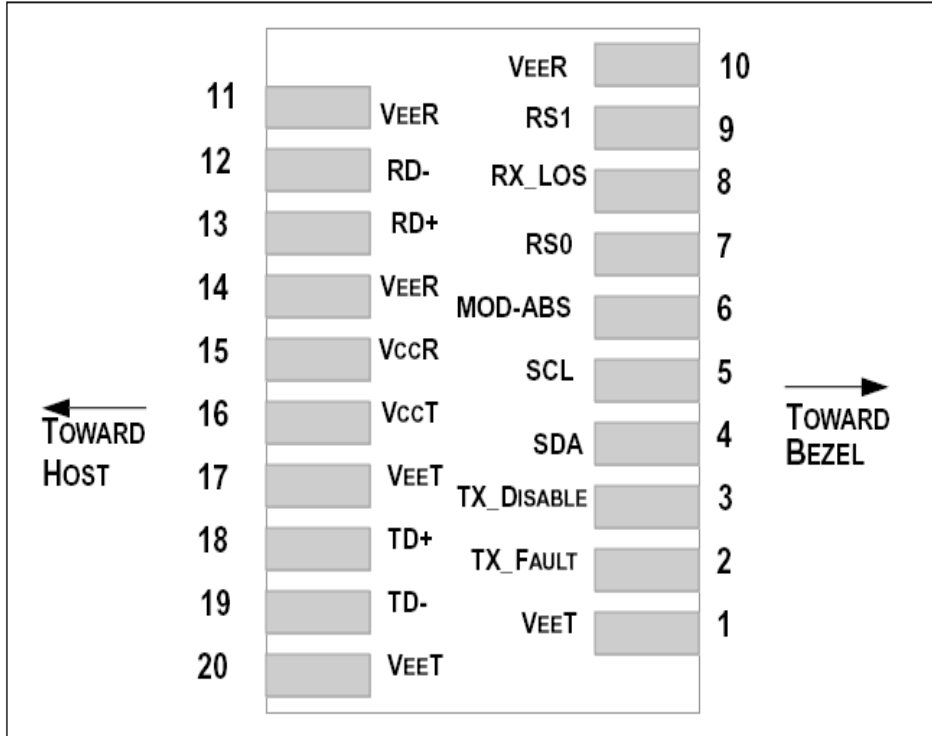 VEER 10
11 VEER
RS1 9
12 RD-
RX_LOS 8
13 RD+
RS0 7
14 VEER
MOD-ABS 6
15 VCCR
SCL 5
16 VCCT
TOWARD
HOST
TOWARD
BEZEL
SDA 4
17 VEET
TX_DISABLE 3
18 TD+
TX_FAULT 2
19 TD-
VEET 1
20 VEET